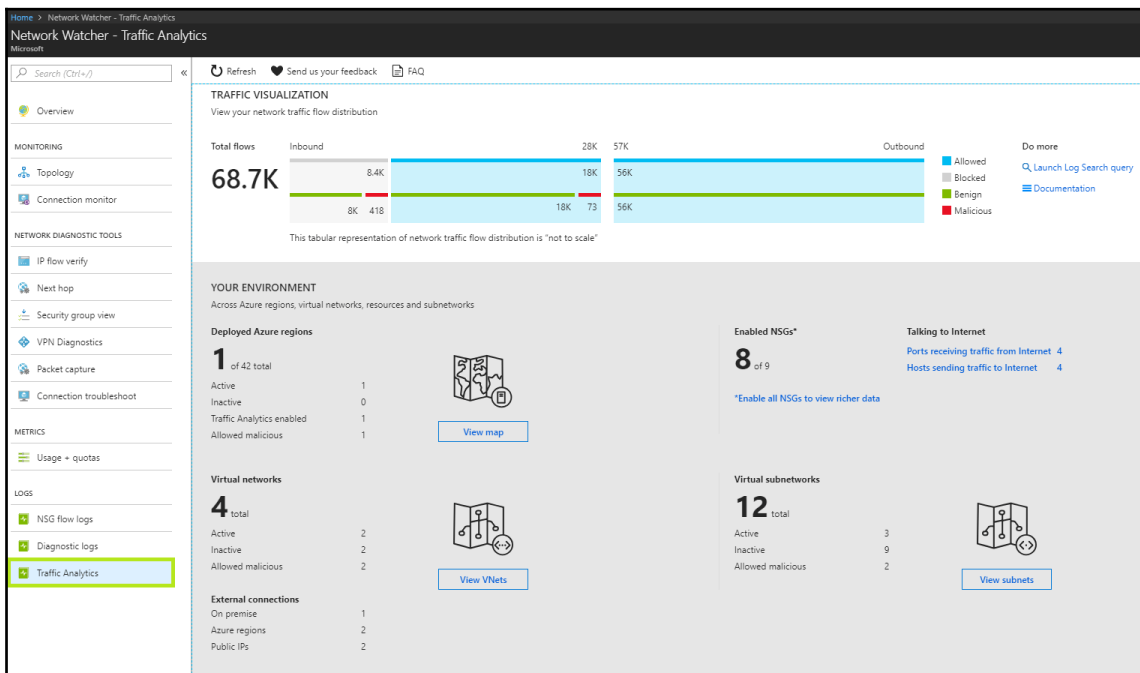 Home > Network Watcher - Traffic Analytics
Network Watcher - Traffic Analytics
Microsoft
Search (Ctrl+/)
«
Overview
MONITORING
Topology
Connection monitor
NETWORK DIAGNOSTIC TOOLS
IP flow verify
Next hop
Security group view
VPN Diagnostics
Packet capture
Connection troubleshoot
METRICS
Usage + quotas
LOGS
NSG flow logs
Diagnostic logs
Traffic Analytics
Refresh Send us your feedback FAQ
TRAFFIC VISUALIZATION
View your network traffic flow distribution
Total flows Inbound 28K 57K Outbound
68.7K
8.4K 18K 56K
8K 418 18K 73 56K
Allowed
Blocked
Benign
Malicious
Do more
Launch Log Search query
Documentation
This tabular representation of network traffic flow distribution is "not to scale"
YOUR ENVIRONMENT
Across Azure regions, virtual networks, resources and subnetworks
Deployed Azure regions
1 of 42 total
Active 1
Inactive 0
Traffic Analytics enabled 1
Allowed malicious 1
View map
Enabled NSGs*
8 of 9
*Enable all NSGs to view richer data
Talking to Internet
Ports receiving traffic from Internet 4
Hosts sending traffic to Internet 4
Virtual networks
4 total
Active 2
Inactive 2
Allowed malicious 2
View VNets
Virtual subnetworks
12 total
Active 3
Inactive 9
Allowed malicious 2
View subnets
External connections
On premise 1
Azure regions 2
Public IPs 2